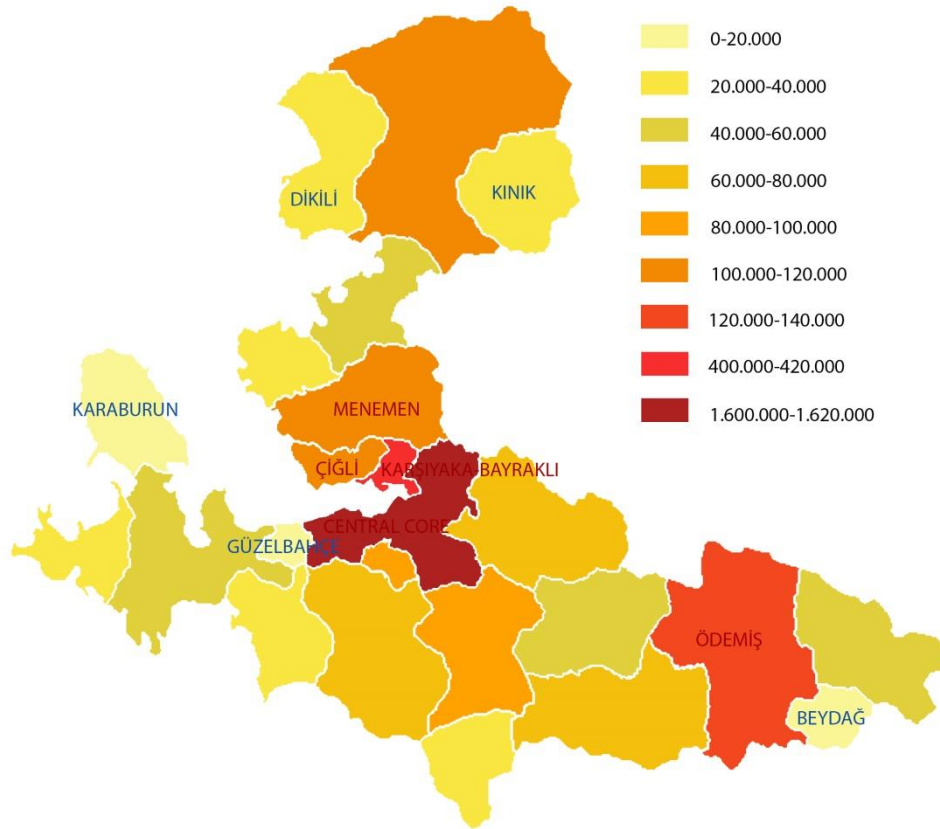 0-20.000
20.000-40.000
40.000-60.000
60.000-80.000
80.000-100.000
100.000-120.000
120.000-140.000
400.000-420.000
1.600.000-1.620.000
DİKİLİ
KINIK
KARABURUN
MENEMEN
ÇİĞLİ
KARŞIYAKA-BAYRAKLI
CENTRAL CORE
GÜZELBAHÇE
ÖDEMİŞ
BEYDAĞ